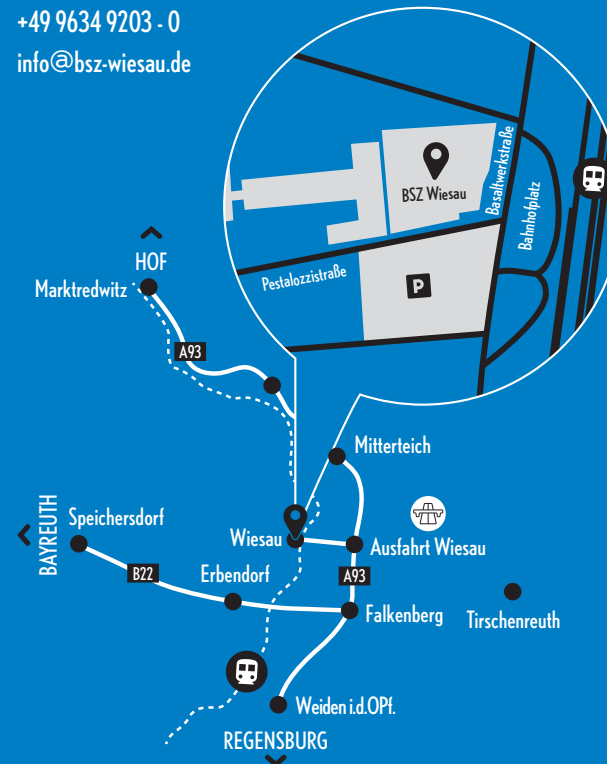 +49 9634 9203 - 0
info@bsz-wiesau.de
BSZ Wiesau
Basaltwerkstraße
Bahnhofplatz
Pestalozzistraße
P
HOF
Marktredwitz
A93
Mitterteich
BAYREUTH
Speichersdorf
Wiesau
Ausfahrt Wiesau
B22
Erbendorf
A93
Falkenberg
Tirschenreuth
Weiden i.d.OPf.
REGENSBURG